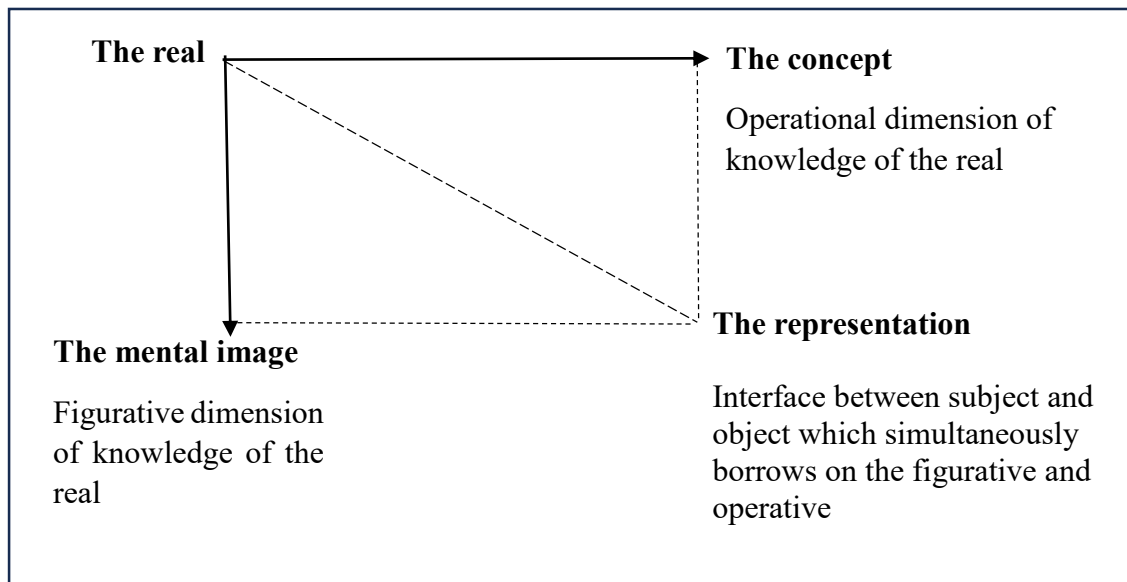 The real
The concept
Operational dimension of
knowledge of the real
The mental image
Figurative dimension
of knowledge of the
real
The representation
Interface between subject and
object which simultaneously
borrows on the figurative and
operative